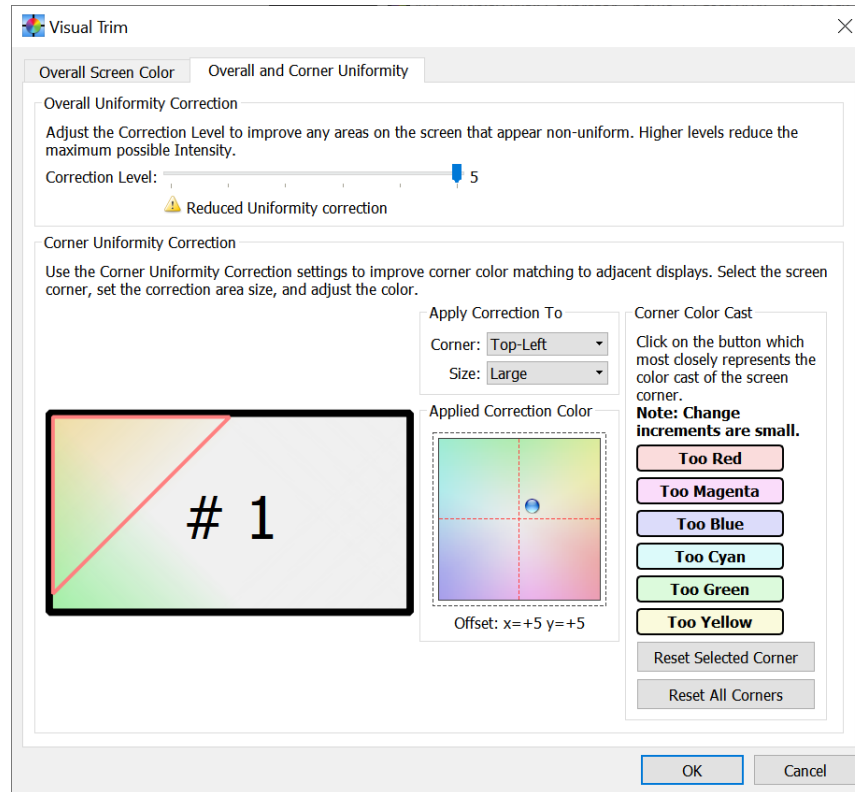 Visual Trim
Overall Screen Color
Overall and Corner Uniformity
Overall Uniformity Correction
Adjust the Correction Level to improve any areas on the screen that appear non-uniform. Higher levels reduce the
maximum possible Intensity.
Correction Level:
5
Reduced Uniformity correction
Corner Uniformity Correction
Use the Corner Uniformity Correction settings to improve corner color matching to adjacent displays. Select the screen
corner, set the correction area size, and adjust the color.
# 1
Apply Correction To
Corner: Top-Left
Size: Large
Applied Correction Color
Offset: x=+5 y=+5
Corner Color Cast
Click on the button which
most closely represents the
color cast of the screen
corner.
Note: Change
increments are small.
Too Red
Too Magenta
Too Blue
Too Cyan
Too Green
Too Yellow
Reset Selected Corner
Reset All Corners
OK
Cancel